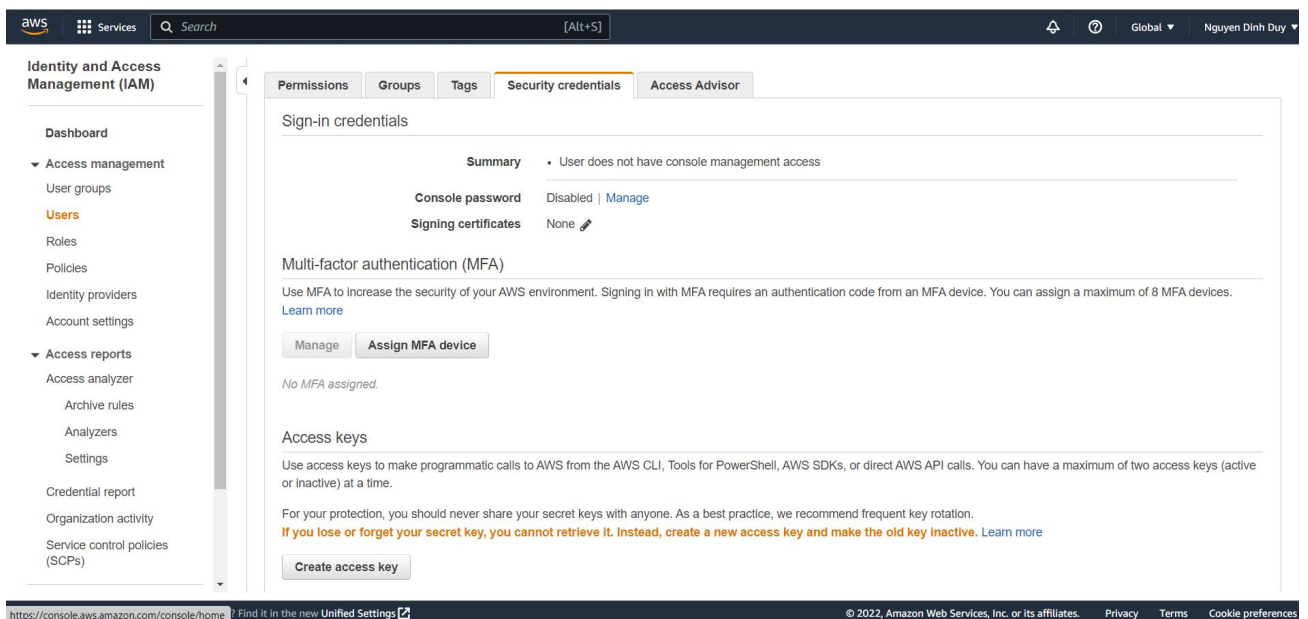 aws
Services
Search
[Alt+S]
Global ▼
Nguyen Dinh Duy ▼
Identity and Access
Management (IAM)
Dashboard
Access management
User groups
Users
Roles
Policies
Identity providers
Account settings
Access reports
Access analyzer
Archive rules
Analyzers
Settings
Credential report
Organization activity
Service control policies
(SCPs)
Permissions
Groups
Tags
Security credentials
Access Advisor
Sign-in credentials
Summary • User does not have console management access
Console password Disabled | Manage
Signing certificates None
Multi-factor authentication (MFA)
Use MFA to increase the security of your AWS environment. Signing in with MFA requires an authentication code from an MFA device. You can assign a maximum of 8 MFA devices.
Learn more
Manage
Assign MFA device
No MFA assigned.
Access keys
Use access keys to make programmatic calls to AWS from the AWS CLI, Tools for PowerShell, AWS SDKs, or direct AWS API calls. You can have a maximum of two access keys (active
or inactive) at a time.
For your protection, you should never share your secret keys with anyone. As a best practice, we recommend frequent key rotation.
If you lose or forget your secret key, you cannot retrieve it. Instead, create a new access key and make the old key inactive. Learn more
Create access key
https://console.aws.amazon.com/console/home
? Find it in the new Unified Settings
© 2022, Amazon Web Services, Inc. or its affiliates.
Privacy
Terms
Cookie preferences